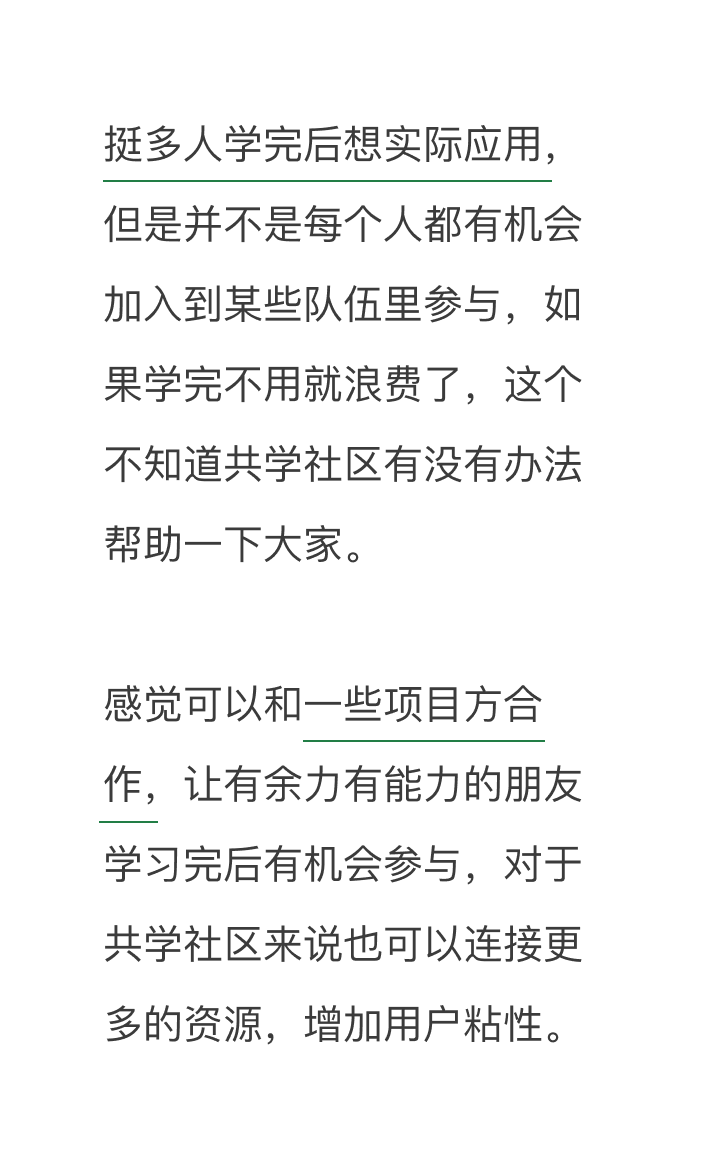 挺多人学完后想实际应用，
但是并不是每个人都有机会
加入到某些队伍里参与，如
果学完不用就浪费了，这个
不知道共学社区有没有办法
帮助一下大家。
感觉可以和一些项目方合
作，让有余力有能力的朋友
学习完后有机会参与，对于
共学社区来说也可以连接更
多的资源，增加用户粘性。